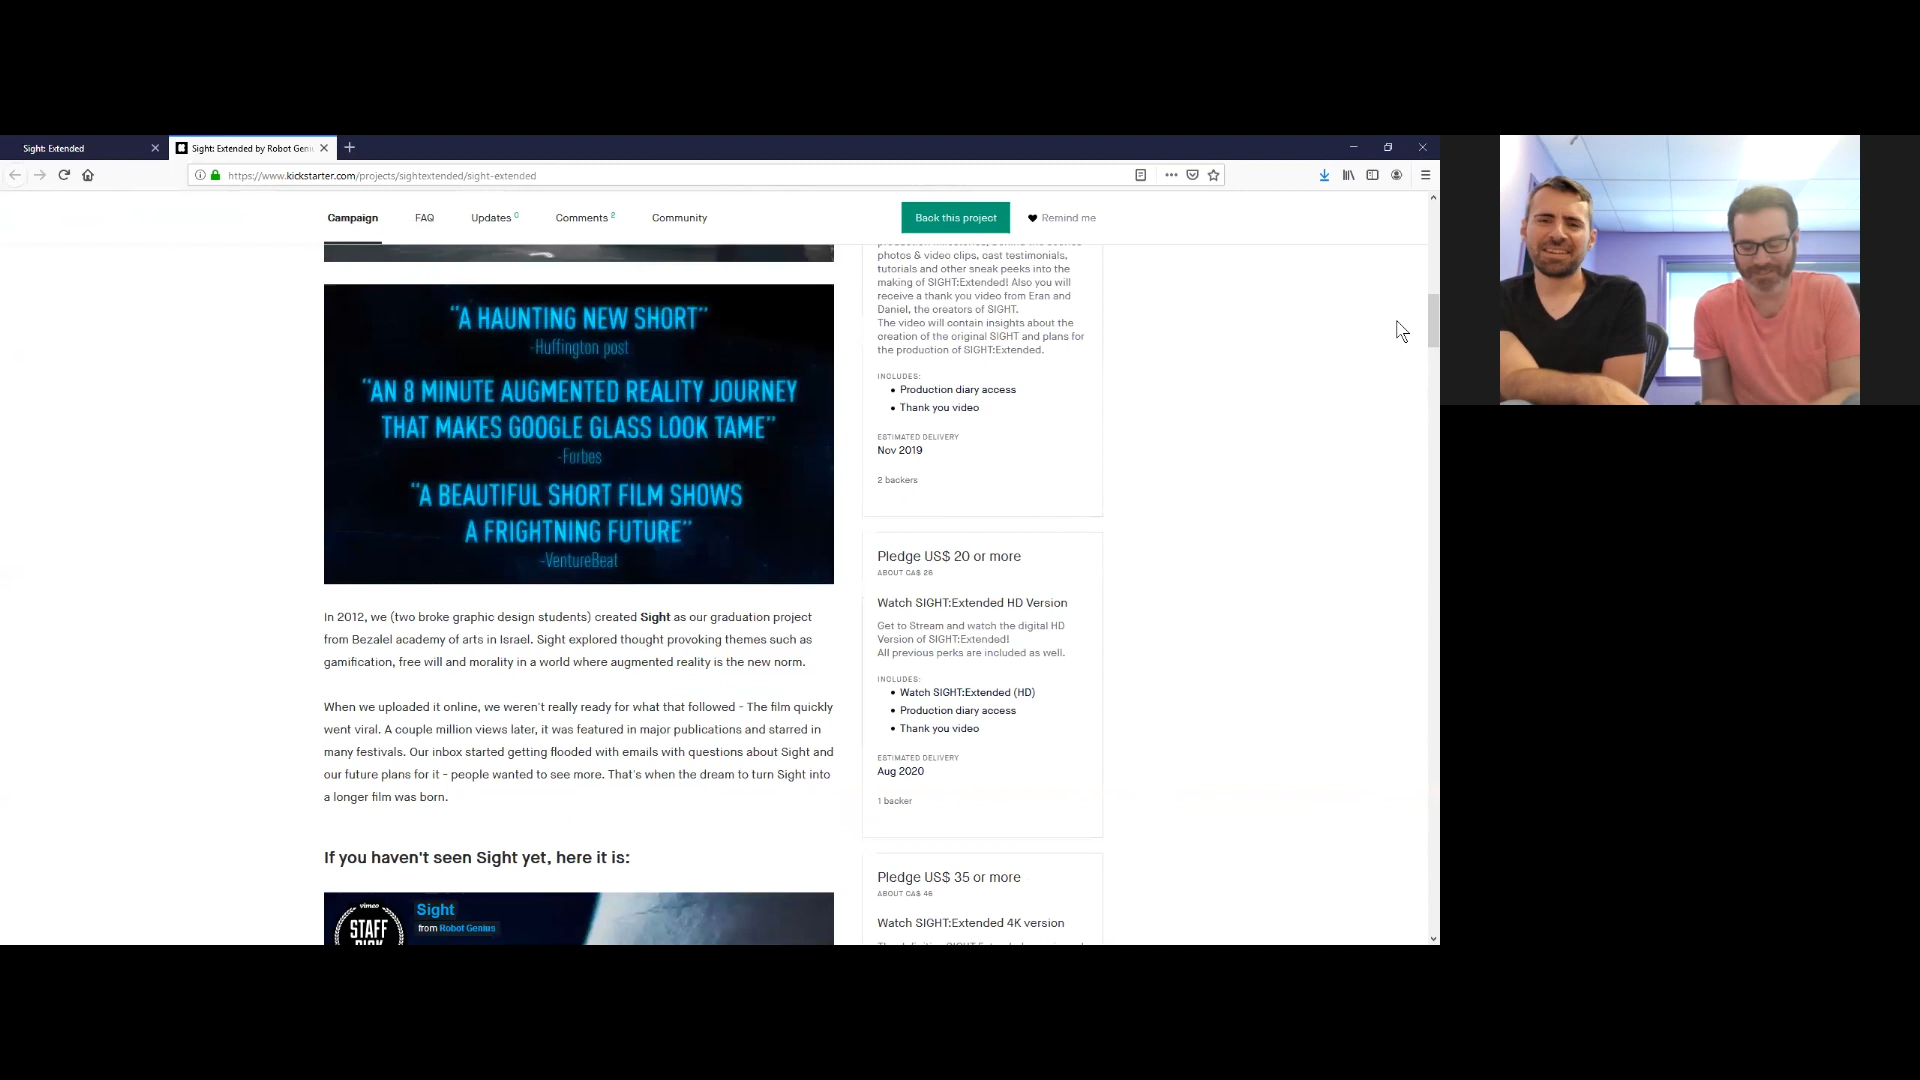 Sight: Extended
Sight: Extended by Robot Geni
https://www.kickstarter.com/projects/sightextended/sight-extended
Campaign
FAQ
Updates 0
Comments 2
Community
Back this project
Remind me
"A HAUNTING NEW SHORT"
-Huffington post
"AN 8 MINUTE AUGMENTED REALITY JOURNEY
THAT MAKES GOOGLE GLASS LOOK TAME"
-Forbes
"A BEAUTIFUL SHORT FILM SHOWS
A FRIGHTNING FUTURE"
-VentureBeat
In 2012, we (two broke graphic design students) created Sight as our graduation project
from Bezalel academy of arts in Israel. Sight explored thought provoking themes such as
gamification, free will and morality in a world where augmented reality is the new norm.
When we uploaded it online, we weren't really ready for what that followed - The film quickly
went viral. A couple million views later, it was featured in major publications and starred in
many festivals. Our inbox started getting flooded with emails with questions about Sight and
our future plans for it - people wanted to see more. That's when the dream to turn Sight into
a longer film was born.
If you haven't seen Sight yet, here it is:
vimeo
STAFF
Sight
from Robot Genius
photos & video clips, cast testimonials,
tutorials and other sneak peeks into the
making of SIGHT:Extended! Also you will
receive a thank you video from Eran and
Daniel, the creators of SIGHT.
The video will contain insights about the
creation of the original SIGHT and plans for
the production of SIGHT:Extended.
INCLUDES:
• Production diary access
• Thank you video
ESTIMATED DELIVERY
Nov 2019
2 backers
Pledge US$ 20 or more
ABOUT CA$ 26
Watch SIGHT:Extended HD Version
Get to Stream and watch the digital HD
Version of SIGHT:Extended!
All previous perks are included as well.
INCLUDES:
• Watch SIGHT:Extended (HD)
• Production diary access
• Thank you video
ESTIMATED DELIVERY
Aug 2020
1 backer
Pledge US$ 35 or more
ABOUT CA$ 46
Watch SIGHT:Extended 4K version